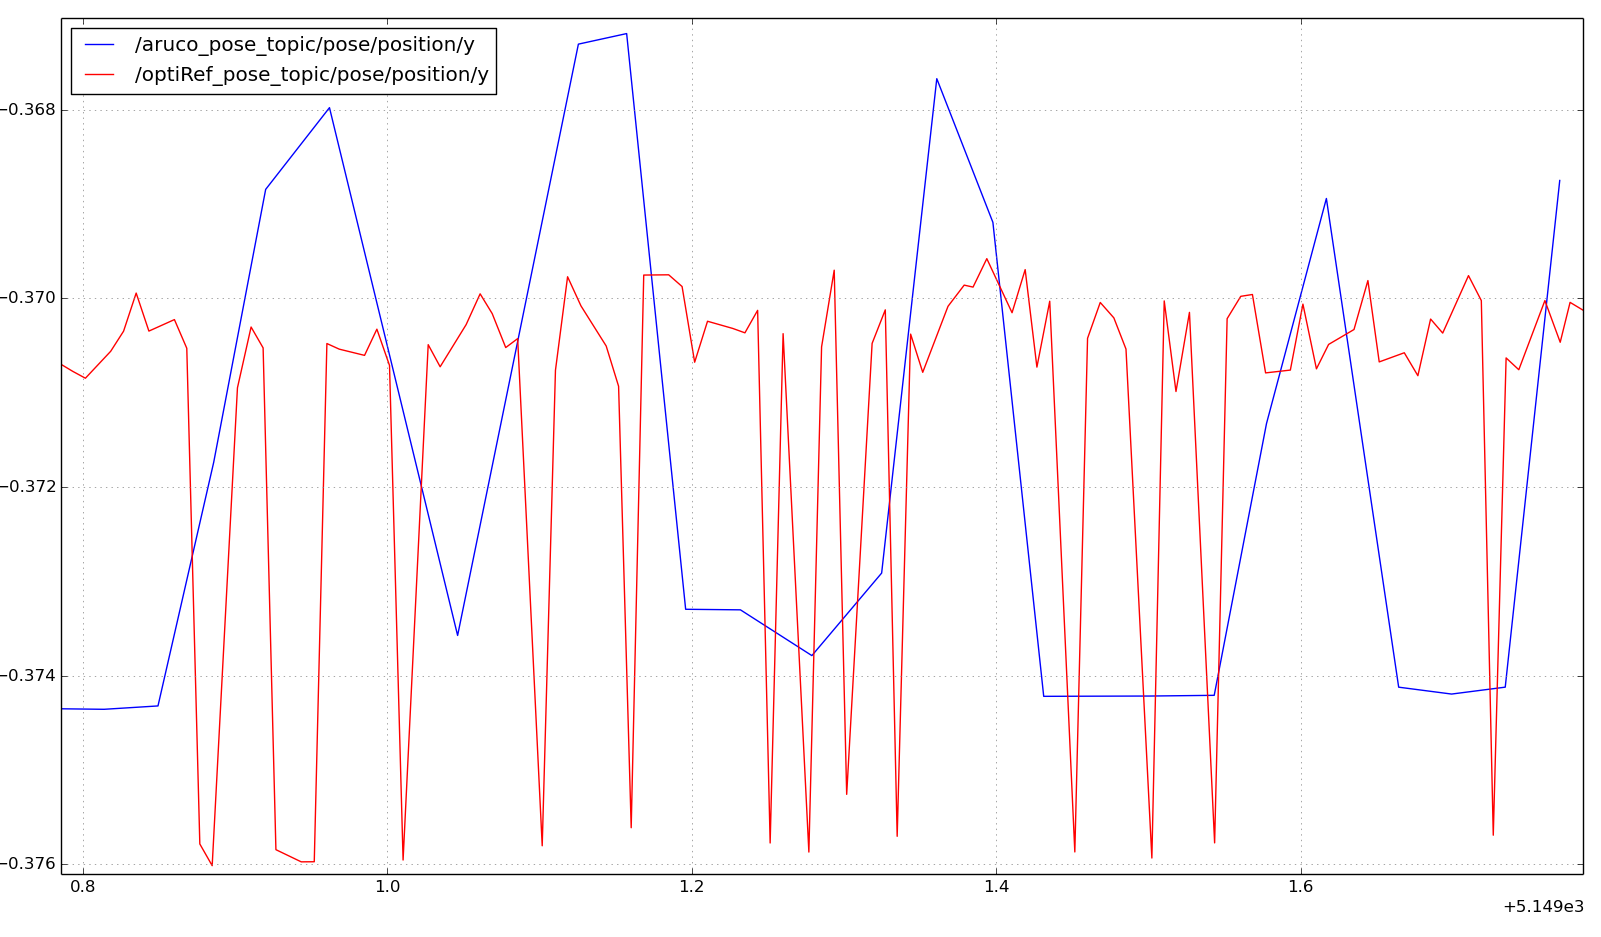 /aruco_pose_topic/pose/position/y
/optiRef_pose_topic/pose/position/y
−0.368
−0.370
−0.372
−0.374
−0.376
0.8 1.0 1.2 1.4 1.6
+5.149e3